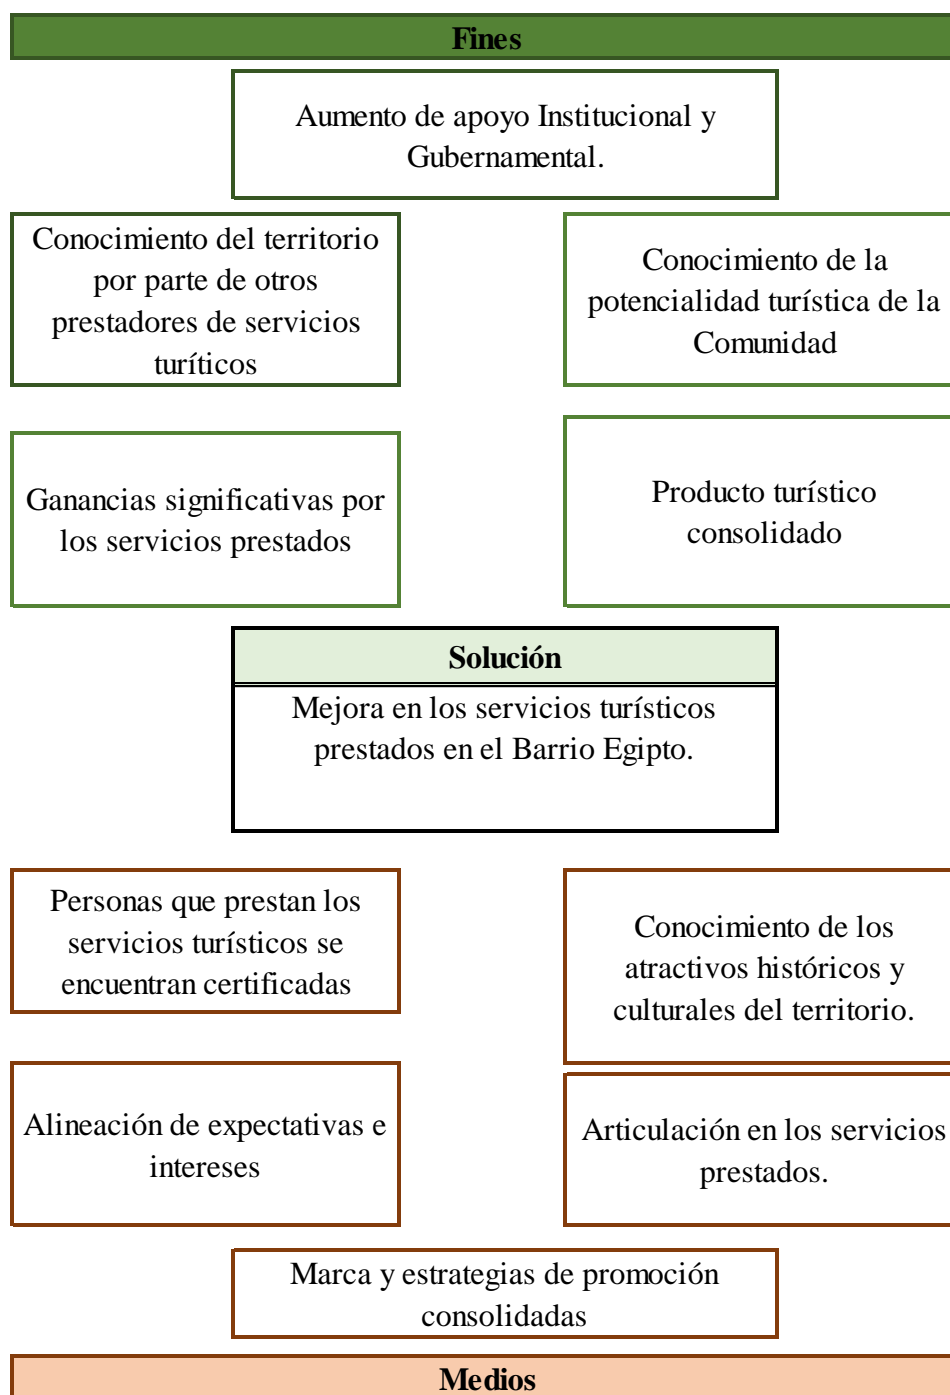 Fines
Aumento de apoyo Institucional y
Gubernamental.
Conocimiento del territorio
por parte de otros
prestadores de servicios
turíticos
Conocimiento de la
potencialidad turística de la
Comunidad
Ganancias significativas por
los servicios prestados
Producto turístico
consolidado
Solución
Mejora en los servicios turísticos
prestados en el Barrio Egipto.
Personas que prestan los
servicios turísticos se
encuentran certificadas
Conocimiento de los
atractivos históricos y
culturales del territorio.
Alineación de expectativas e
intereses
Articulación en los servicios
prestados.
Marca y estrategias de promoción
consolidadas
Medios